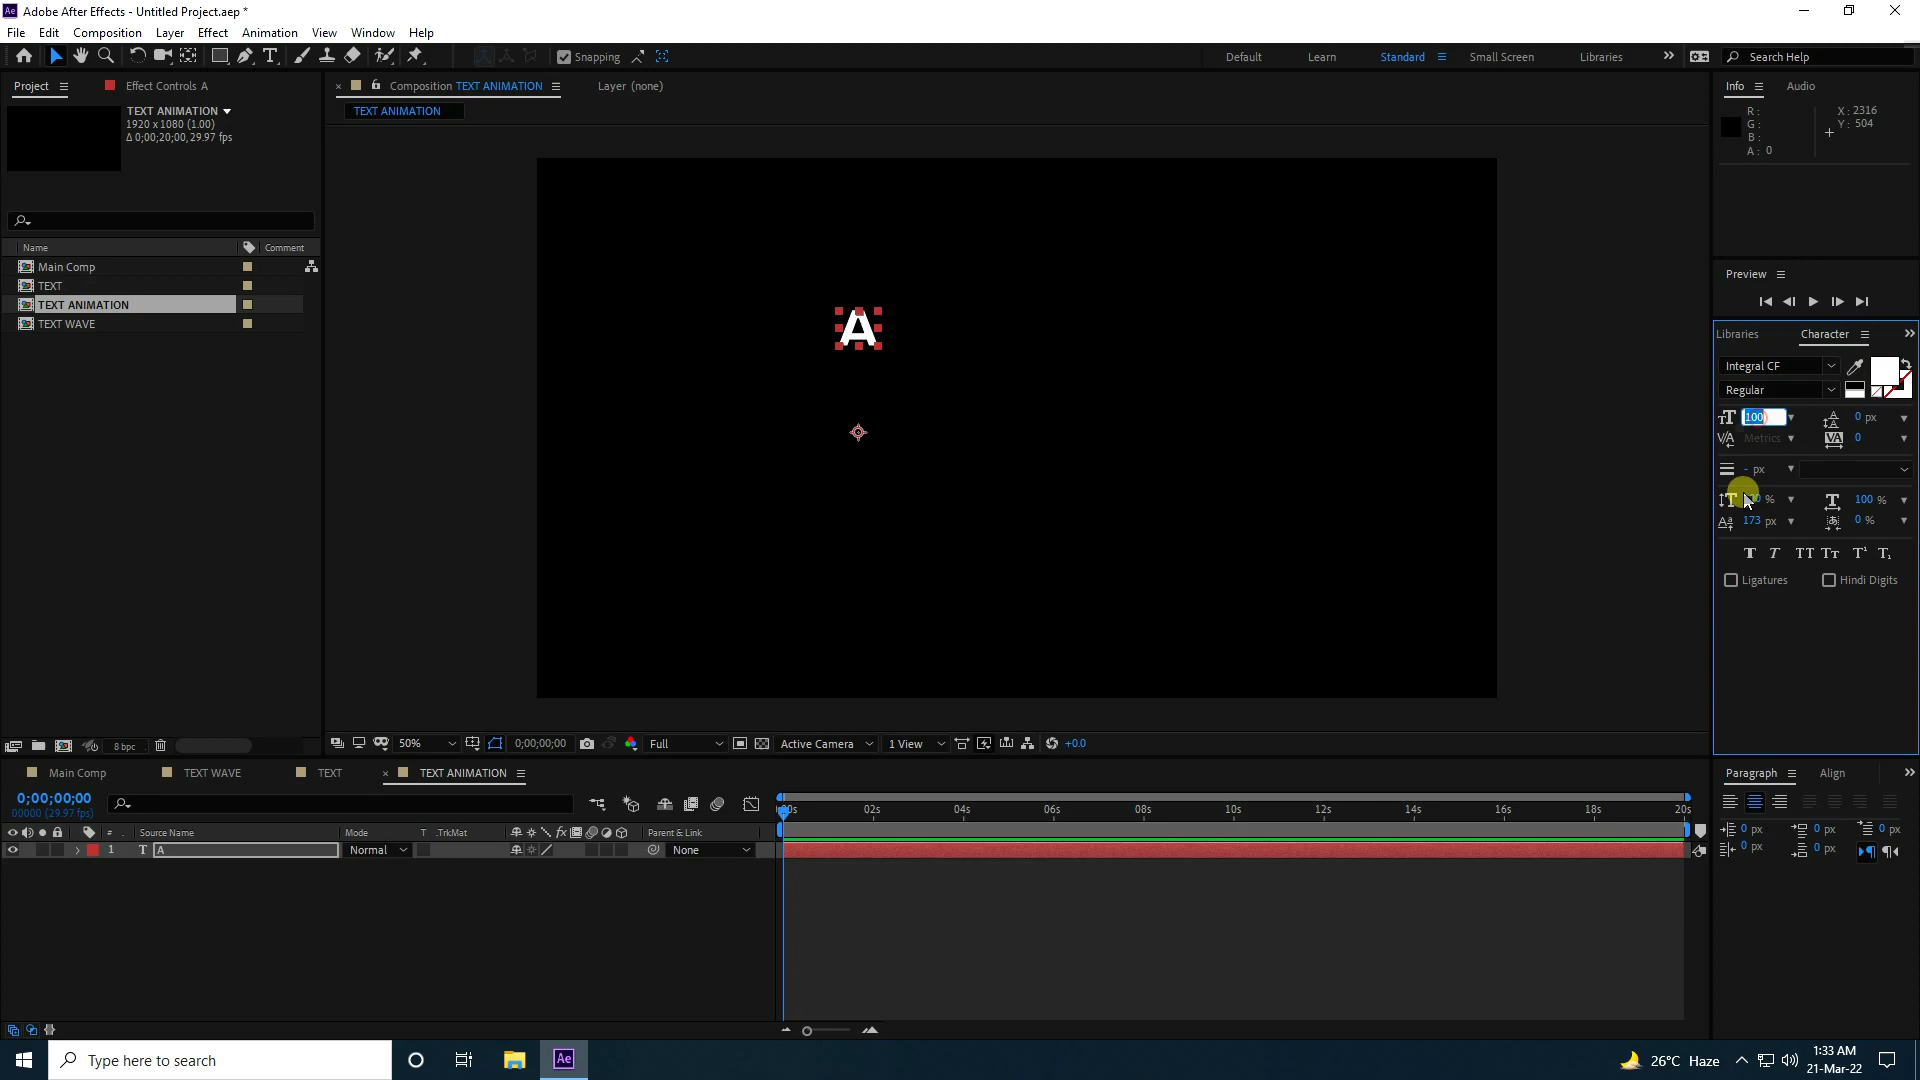 Adobe After Effects - Untitled Project.aep *
File Edit Composition Layer Effect Animation View Window Help
Snapping
Default Learn Standard Small Screen Libraries Search Help
Project Effect Controls A
TEXT ANIMATION
1920 x 1080 (1.00)
Δ 0;00;20;00, 29.97 fps
Name Comment
Main Comp
TEXT
TEXT ANIMATION
TEXT WAVE
8 bpc
Composition TEXT ANIMATION Layer (none)
TEXT ANIMATION
A
50% 0;00;00;00 Full Active Camera 1 View +0.0
Info Audio
R:
G:
B:
A: 0
X: 2316
Y: 504
Preview
Libraries Character
Integral CF
Regular
100 0 px
Metrics 0
- px
% 100 %
173 px 0 %
Ligatures Hindi Digits
Main Comp TEXT WAVE TEXT TEXT ANIMATION
0;00;00;00
00000 (29.97 fps)
# Source Name Mode T .TrkMat Parent & Link
1 T A Normal None
00s 02s 04s 06s 08s 10s 12s 14s 16s 18s 20s
Paragraph Align
0 px 0 px 0 px
0 px 0 px
Type here to search
26°C Haze
1:33 AM
21-Mar-22